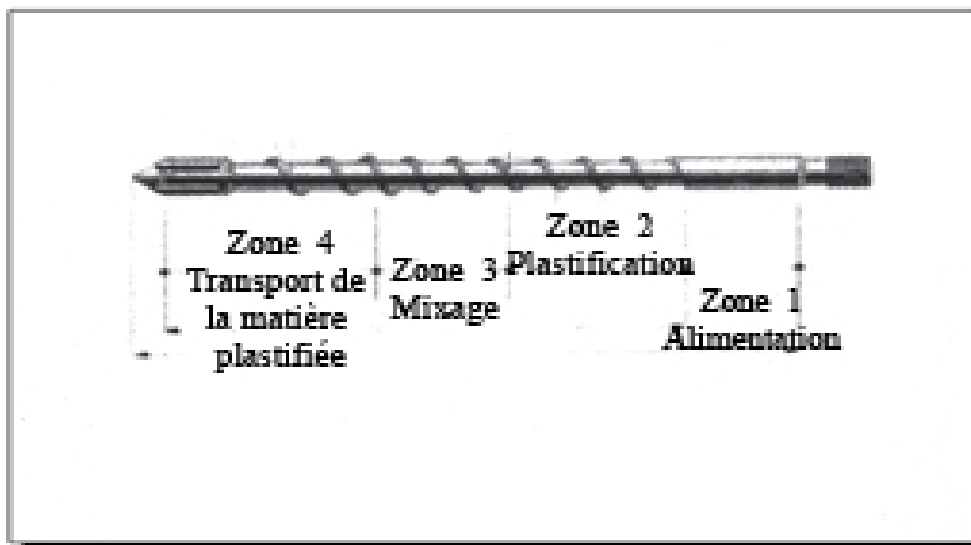 Zone 4
Transport de
la matière
plastifiée
Zone 3
Mixage
Zone 2
Plastification
Zone 1
Alimentation